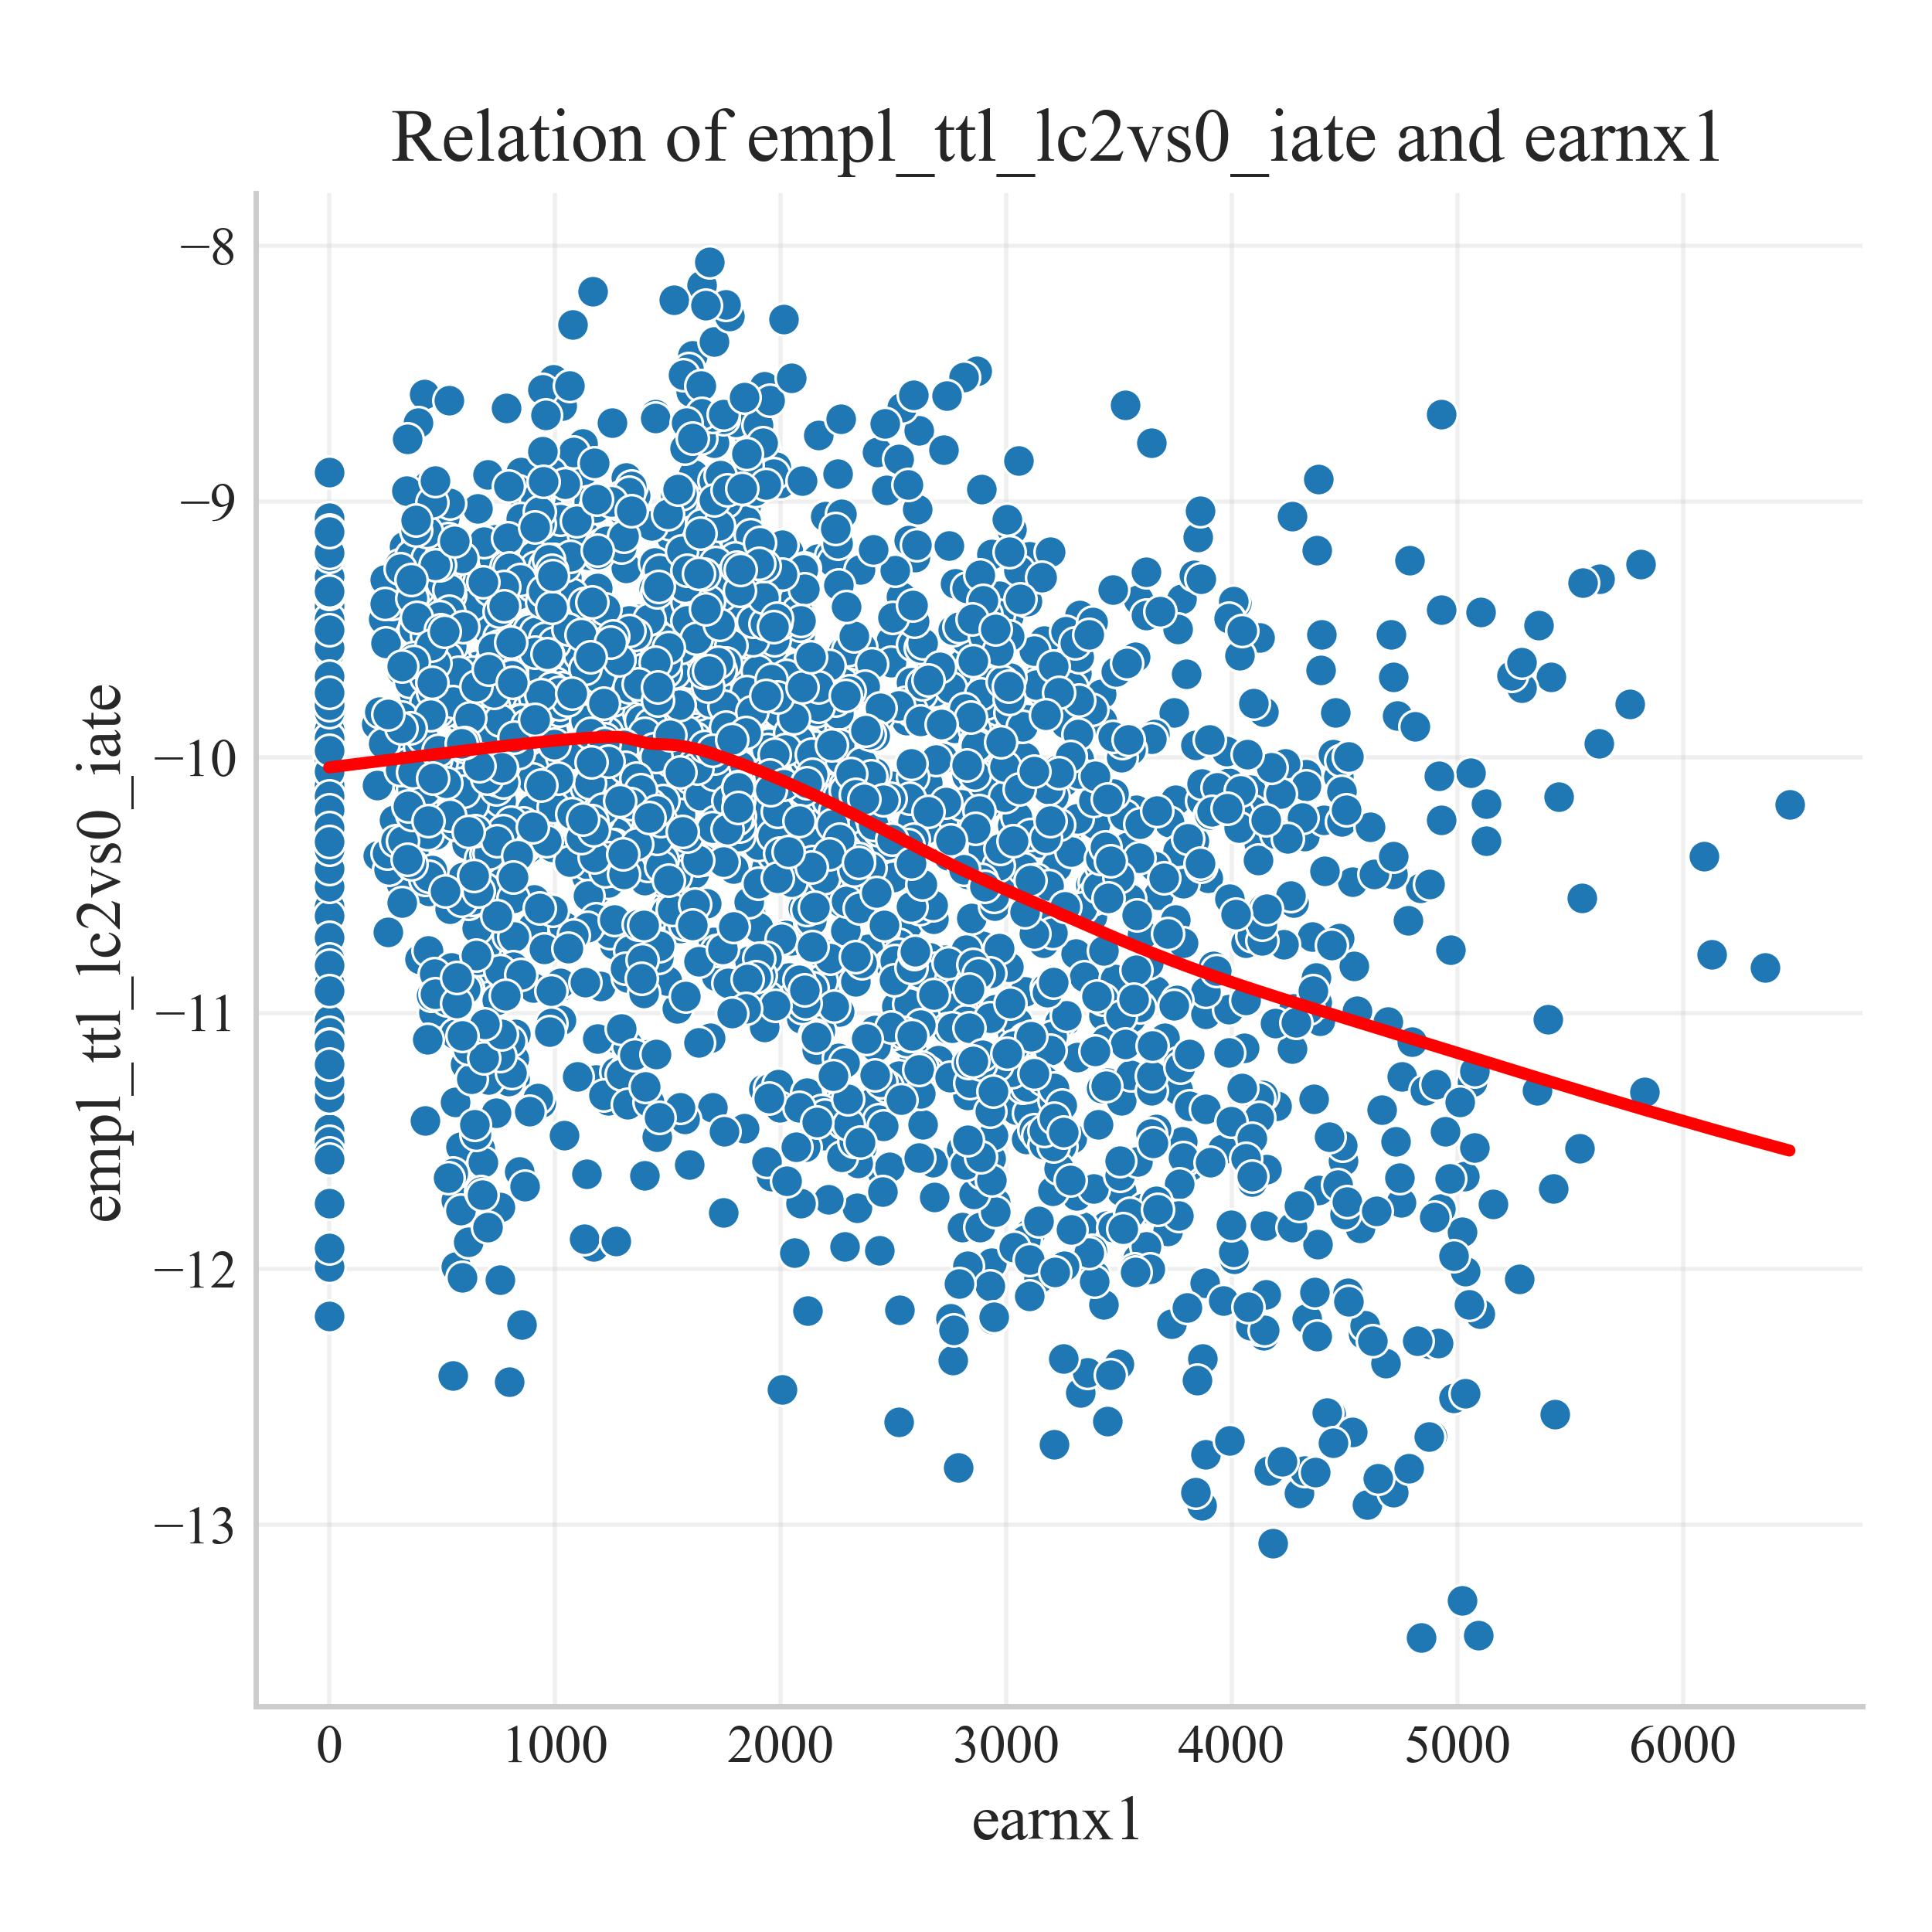 Relation of empl_ttl_lc2vs0_iate and earnx1
empl_ttl_lc2vs0_iate
−8
−9
−10
−11
−12
−13
0 1000 2000 3000 4000 5000 6000
earnx1